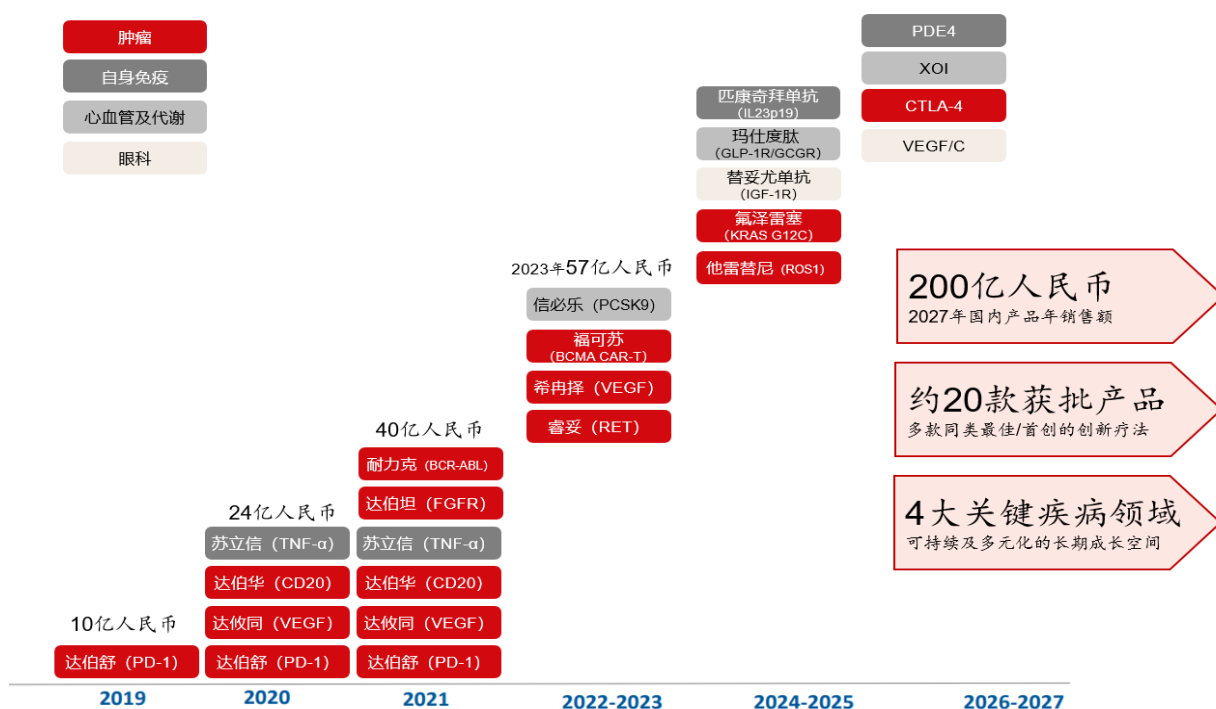 肿瘤
自身免疫
心血管及代谢
眼科
10亿人民币
达伯舒（PD-1）
2019
24亿人民币
苏立信（TNF-α）
达伯华（CD20）
达攸同（VEGF）
达伯舒（PD-1）
2020
40亿人民币
耐力克（BCR-ABL）
达伯坦（FGFR）
苏立信（TNF-α）
达伯华（CD20）
达攸同（VEGF）
达伯舒（PD-1）
2021
2023年57亿人民币
信必乐（PCSK9）
福可苏
（BCMA CAR-T）
希冉择（VEGF）
睿妥（RET）
2022-2023
匹康奇拜单抗
（IL23p19）
玛仕度肽
（GLP-1R/GCGR）
替妥尤单抗
（IGF-1R）
氟泽雷塞
（KRAS G12C）
他雷替尼（ROS1）
2024-2025
PDE4
XOI
CTLA-4
VEGF/C
2026-2027
200亿人民币
2027年国内产品年销售额
约20款获批产品
多款同类最佳/首创的创新疗法
4大关键疾病领域
可持续及多元化的长期成长空间